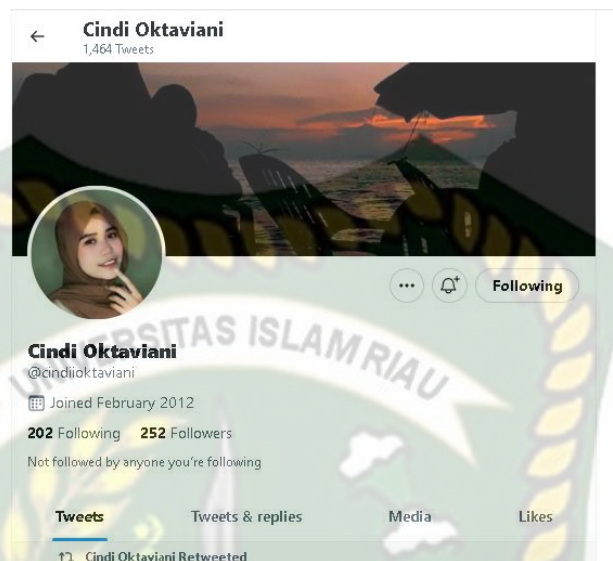 Cindi Oktaviani
1,464 Tweets
Following
Cindi Oktaviani
@cindiioktaviani
Joined February 2012
202 Following 252 Followers
Not followed by anyone you're following
UNIVERSITAS ISLAM RIAU
Tweets Tweets & replies Media Likes
Cindi Oktaviani Retweeted